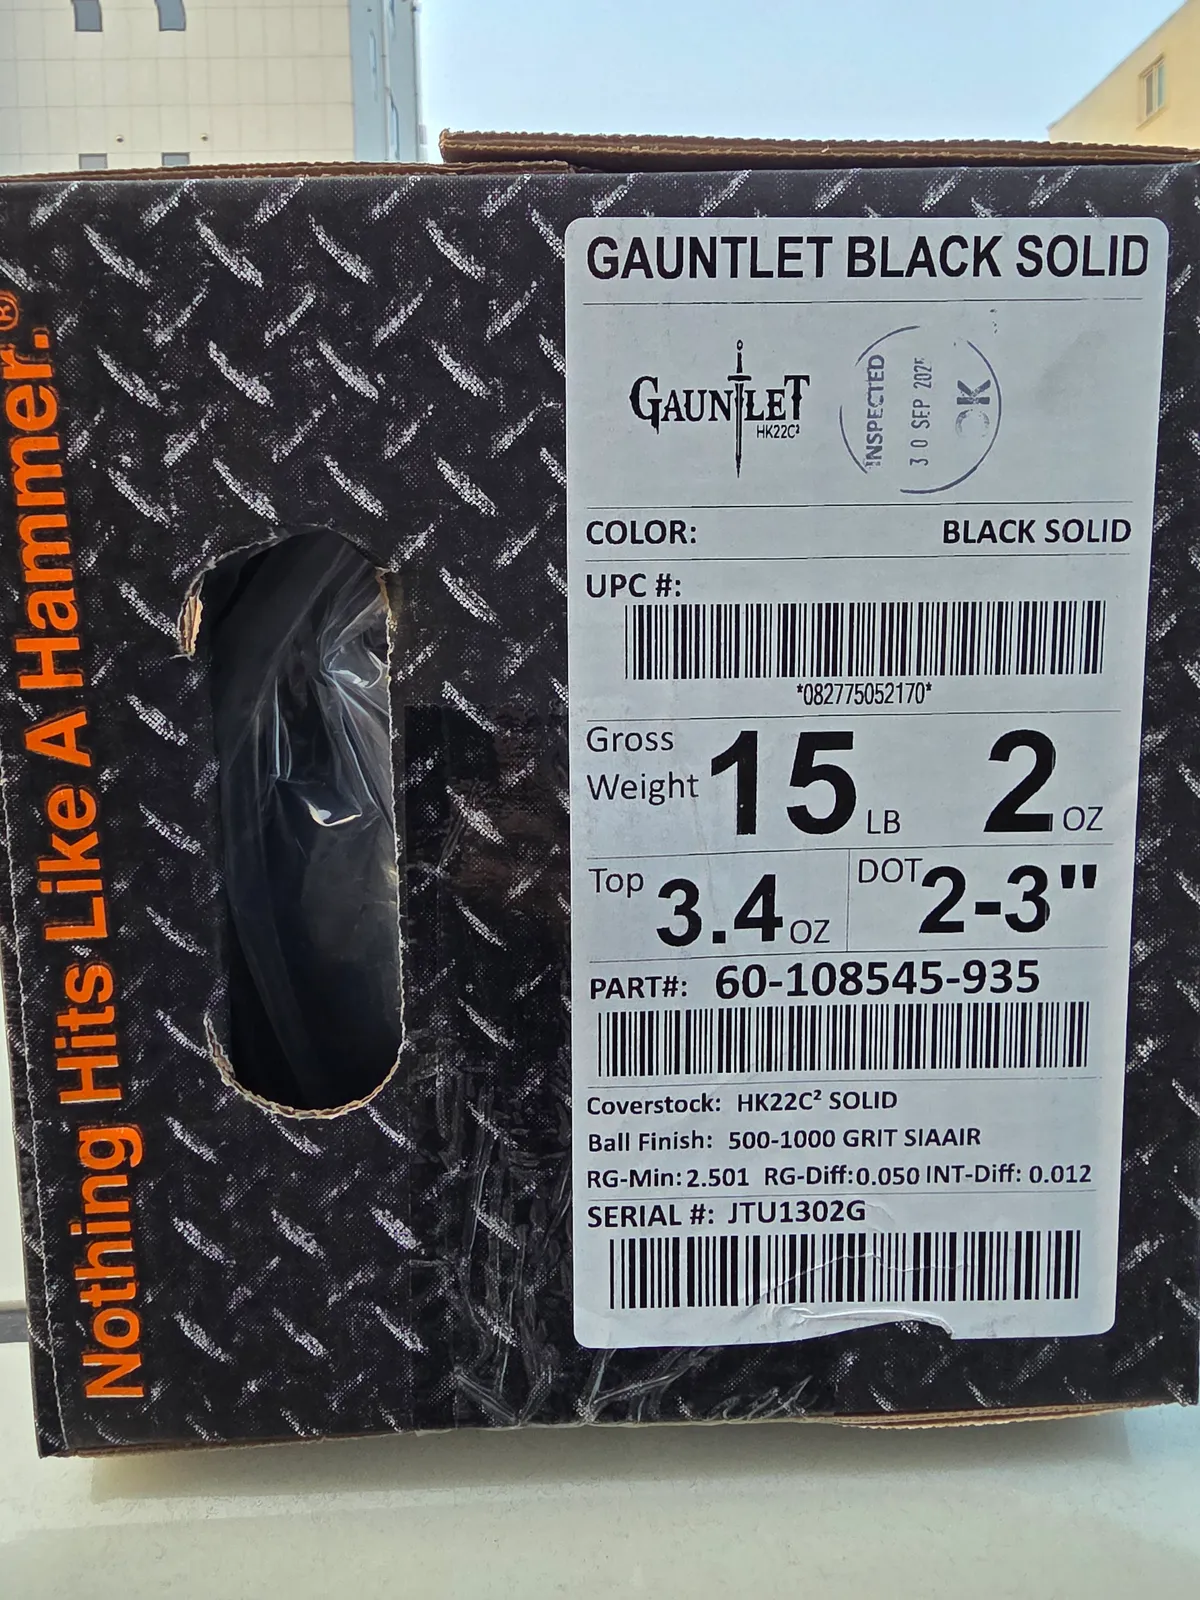 Nothing Hits Like A Hammer.®
GAUNTLET BLACK SOLID
GAUNTLET
HK22C²
INSPECTED
30 SEP 2025
OK
COLOR: BLACK SOLID
UPC #:
*082775052170*
Gross Weight 15 LB 2 OZ
Top 3.4 OZ DOT 2-3"
PART#: 60-108545-935
Coverstock: HK22C² SOLID
Ball Finish: 500-1000 GRIT SIAAIR
RG-Min: 2.501 RG-Diff: 0.050 INT-Diff: 0.012
SERIAL #: JTU1302G